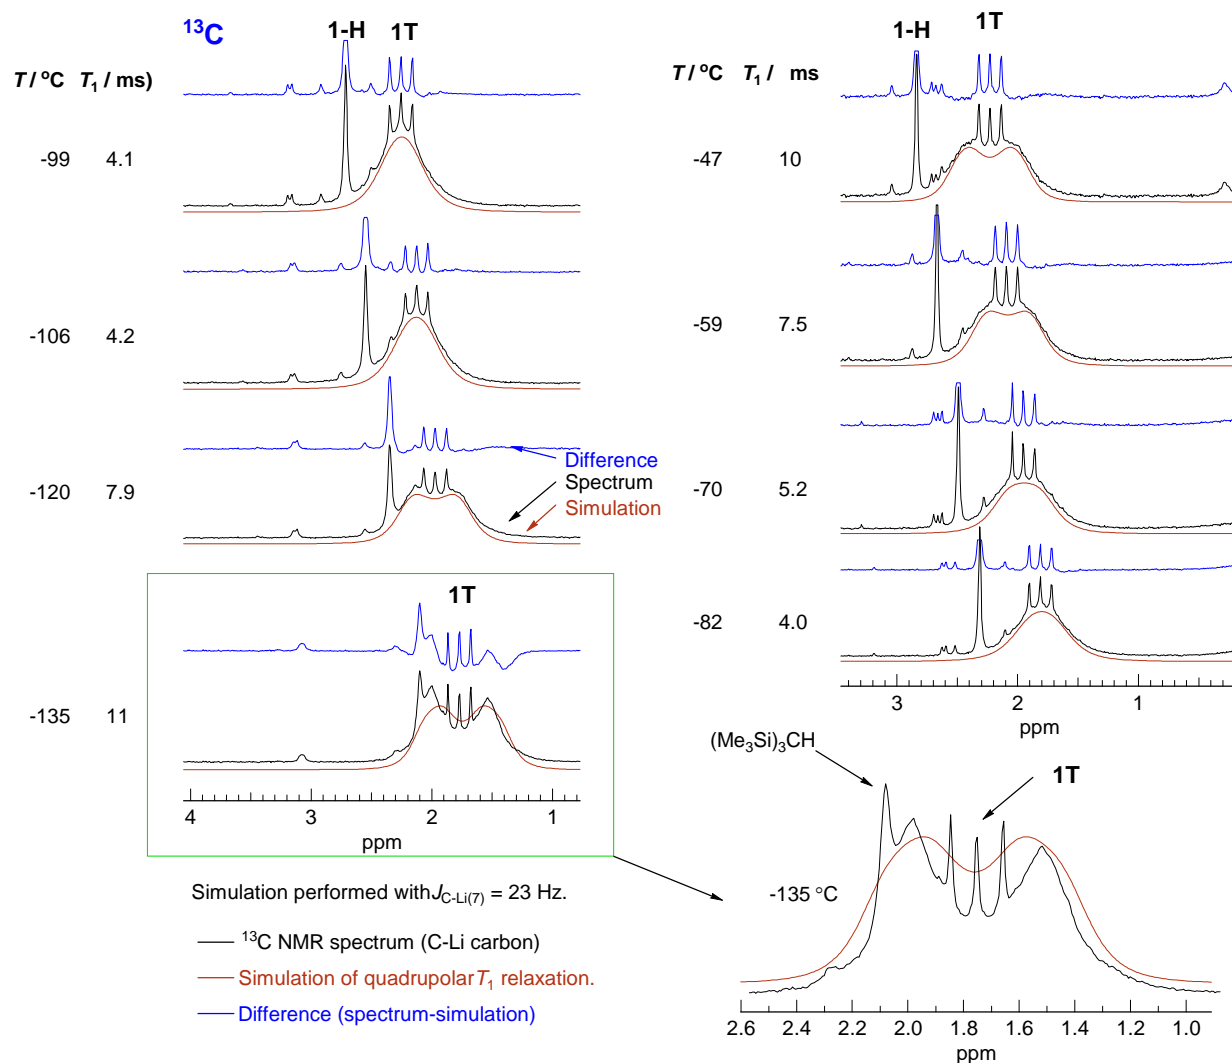 13C
1-H
1T
T / oC
T1 / ms)
-99
4.1
-106
4.2
-120
7.9
Difference
Spectrum
Simulation
1T
-135
11
4
3
2
1
ppm
1-H
1T
T / oC
T1 / ms
-47
10
-59
7.5
-70
5.2
-82
4.0
3
2
1
ppm
(Me3Si)3CH
1T
-135 °C
2.6
2.4
2.2
2.0
1.8
1.6
1.4
1.2
1.0
ppm
Simulation performed with JC-Li(7) = 23 Hz.
13C NMR spectrum (C-Li carbon)
Simulation of quadrupolar T1 relaxation.
Difference (spectrum-simulation)